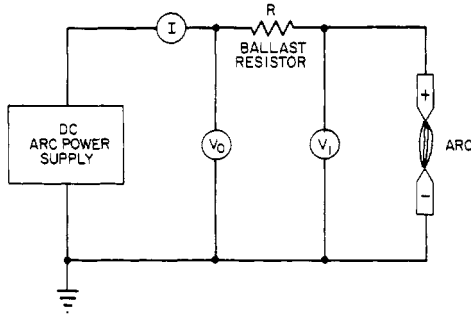 I
R
BALLAST
RESISTOR
DC
ARC POWER
SUPPLY
V0
V1
+
ARC
−